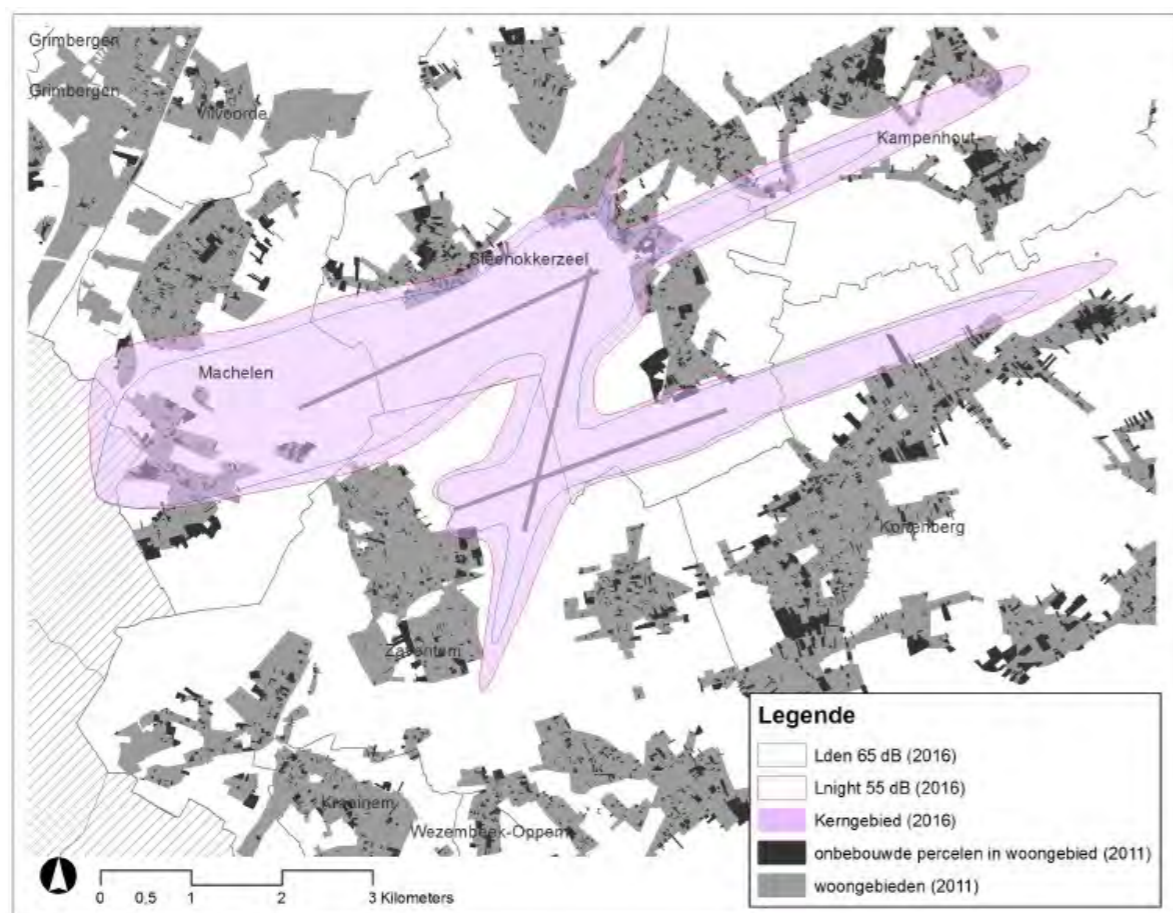 Grimbergen
Grimbergen
Vilvoorde
Kampenhout
Steenokkerzeel
Machelen
Kortenberg
Zaventem
Kraainem
Wezembeek-Oppem
Legende
Lden 65 dB (2016)
Lnight 55 dB (2016)
Kerngebied (2016)
onbebouwde percelen in woongebied (2011)
woongebieden (2011)
0 0,5 1 2 3 Kilometers